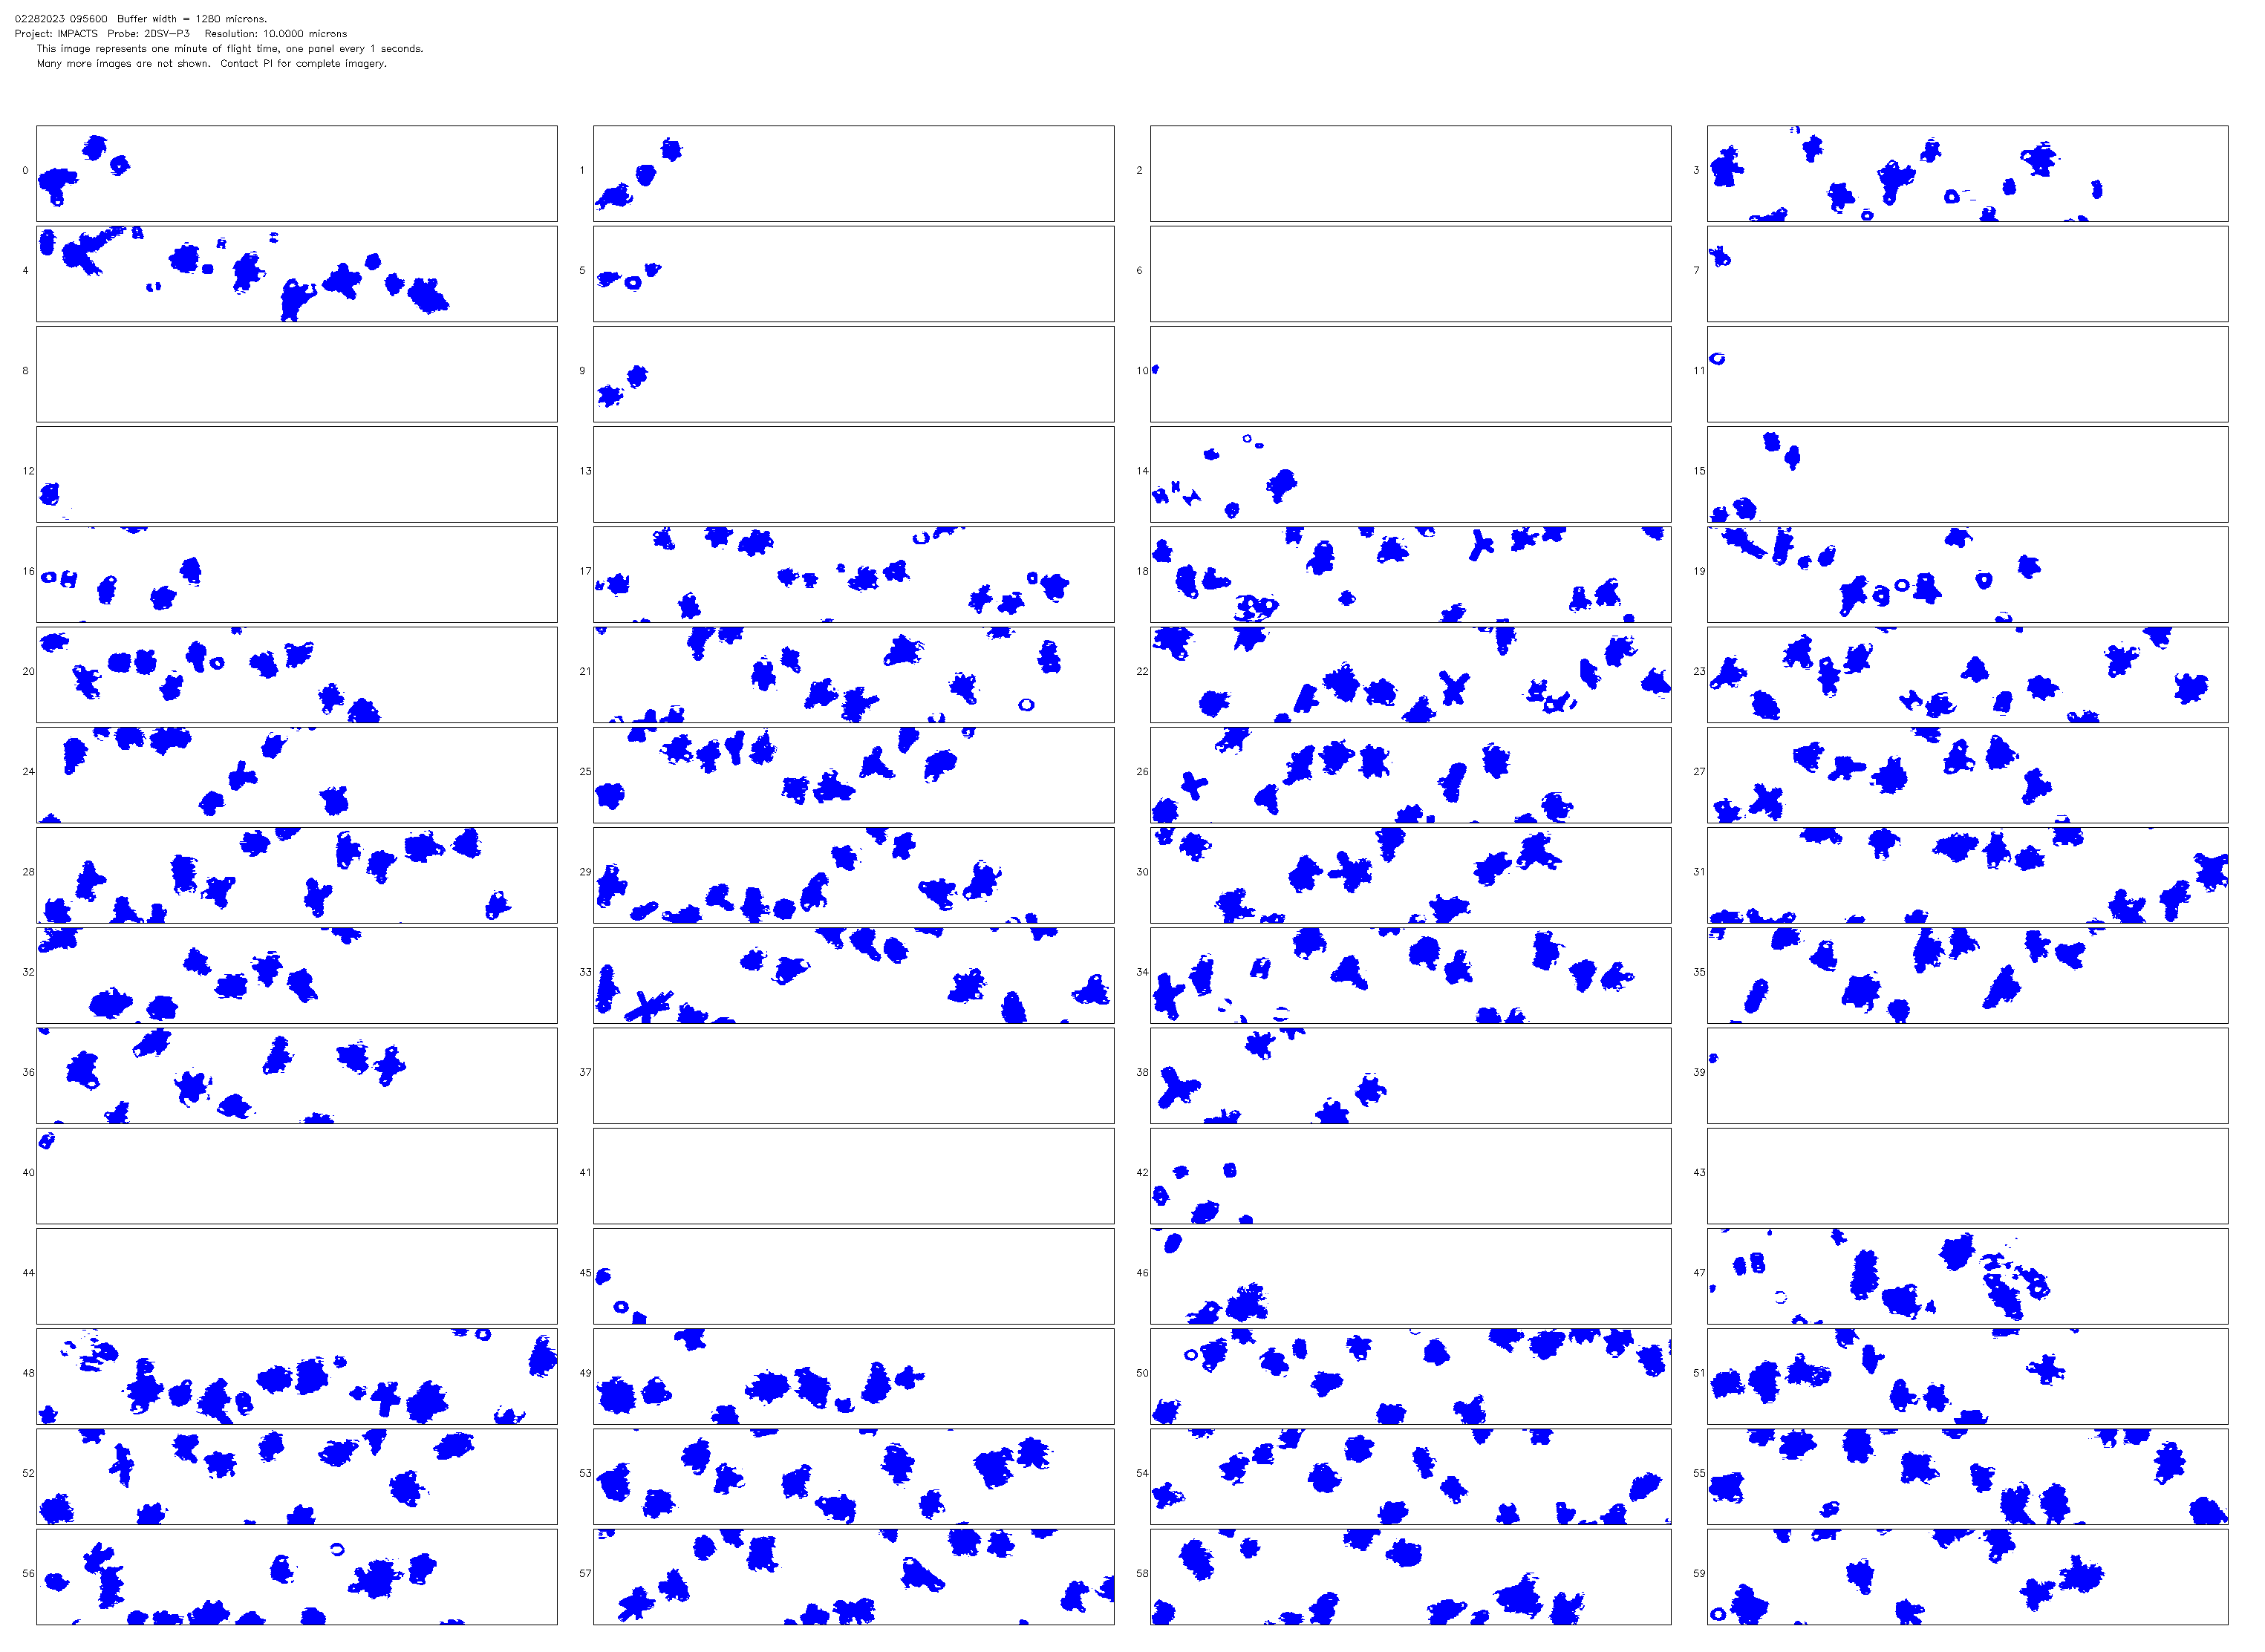 02282023 095600 Buffer width = 1280 microns.
Project: IMPACTS Probe: 2DSV-P3 Resolution: 10.0000 microns
This image represents one minute of flight time, one panel every 1 seconds.
Many more images are not shown. Contact PI for complete imagery.
0 1 2 3
4 5 6 7
8 9 10 11
12 13 14 15
16 17 18 19
20 21 22 23
24 25 26 27
28 29 30 31
32 33 34 35
36 37 38 39
40 41 42 43
44 45 46 47
48 49 50 51
52 53 54 55
56 57 58 59